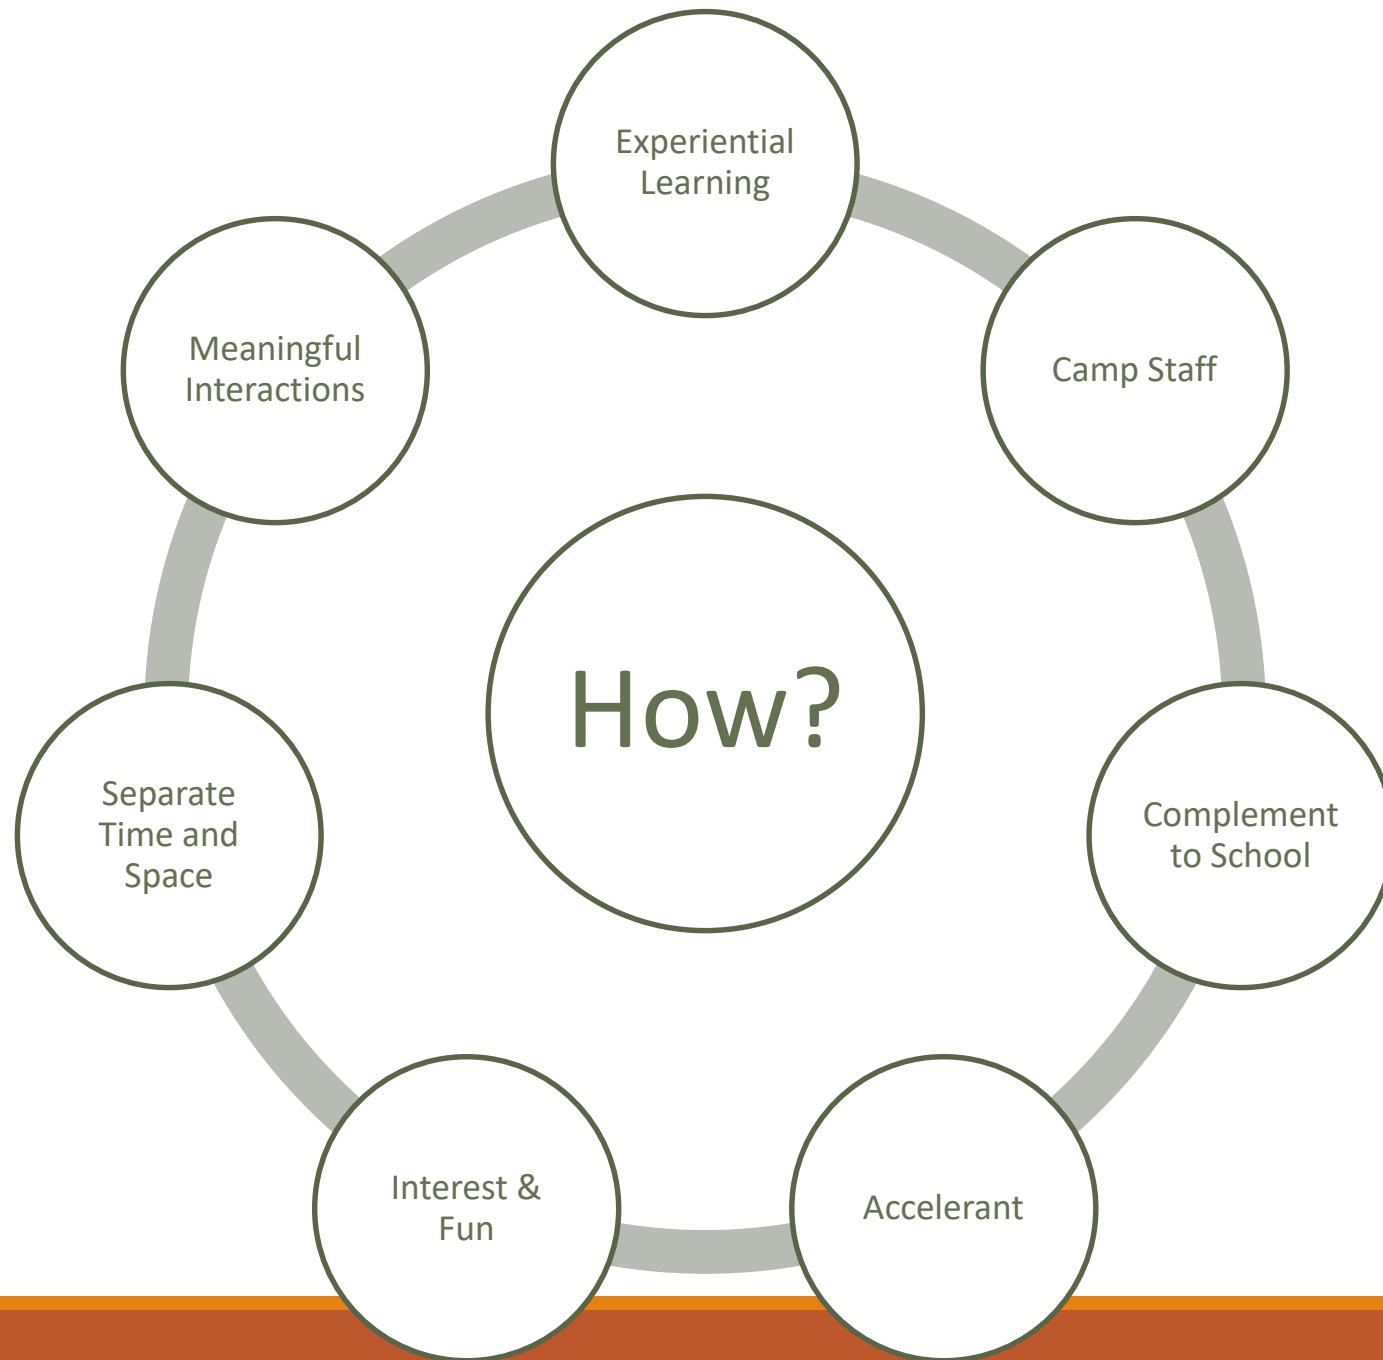 Experiential
Learning
Camp Staff
Complement
to School
Accelerant
Interest &
Fun
Separate
Time and
Space
Meaningful
Interactions
How?